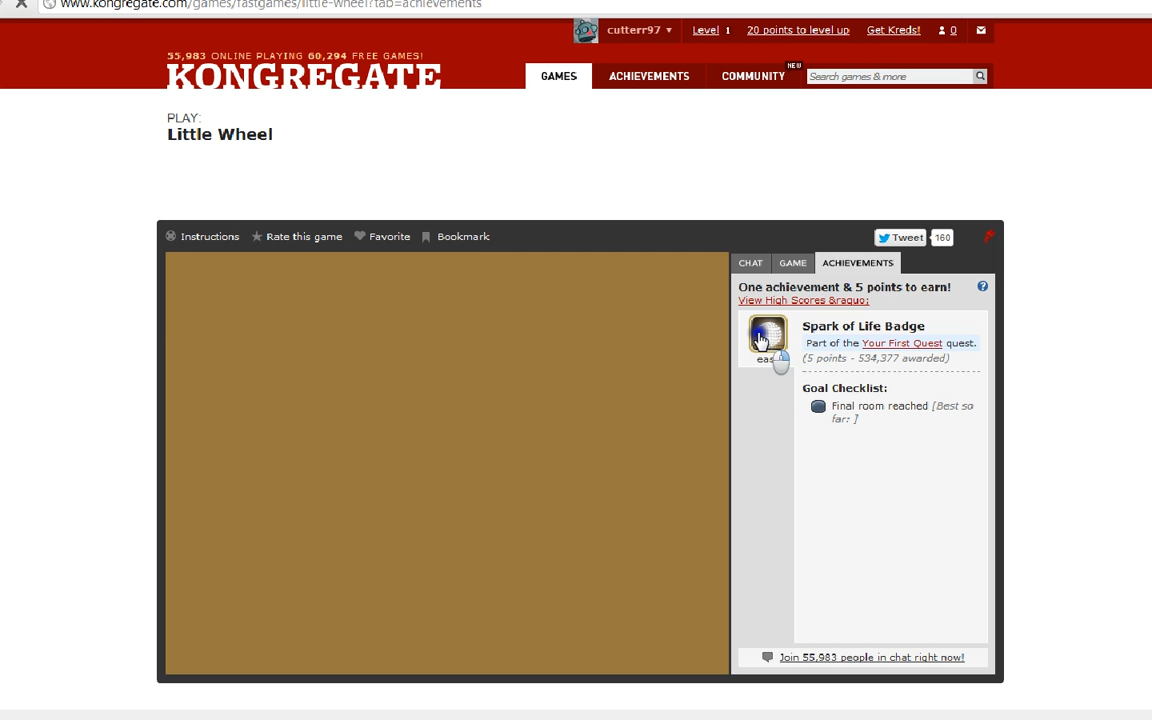 www.kongregate.com/games/fastgames/little-wheel?tab=achievements
cutterr97 Level 1 20 points to level up Get Kreds! 0
55,983 ONLINE PLAYING 60,294 FREE GAMES!
KONGREGATE
GAMES ACHIEVEMENTS COMMUNITY NEW Search games & more
PLAY:
Little Wheel
Instructions Rate this game Favorite Bookmark Tweet 160
CHAT GAME ACHIEVEMENTS
One achievement & 5 points to earn! ?
View High Scores &raquo;
Spark of Life Badge
Part of the Your First Quest quest.
eas (5 points - 534,377 awarded)
Goal Checklist:
Final room reached [Best so
far: ]
Join 55,983 people in chat right now!